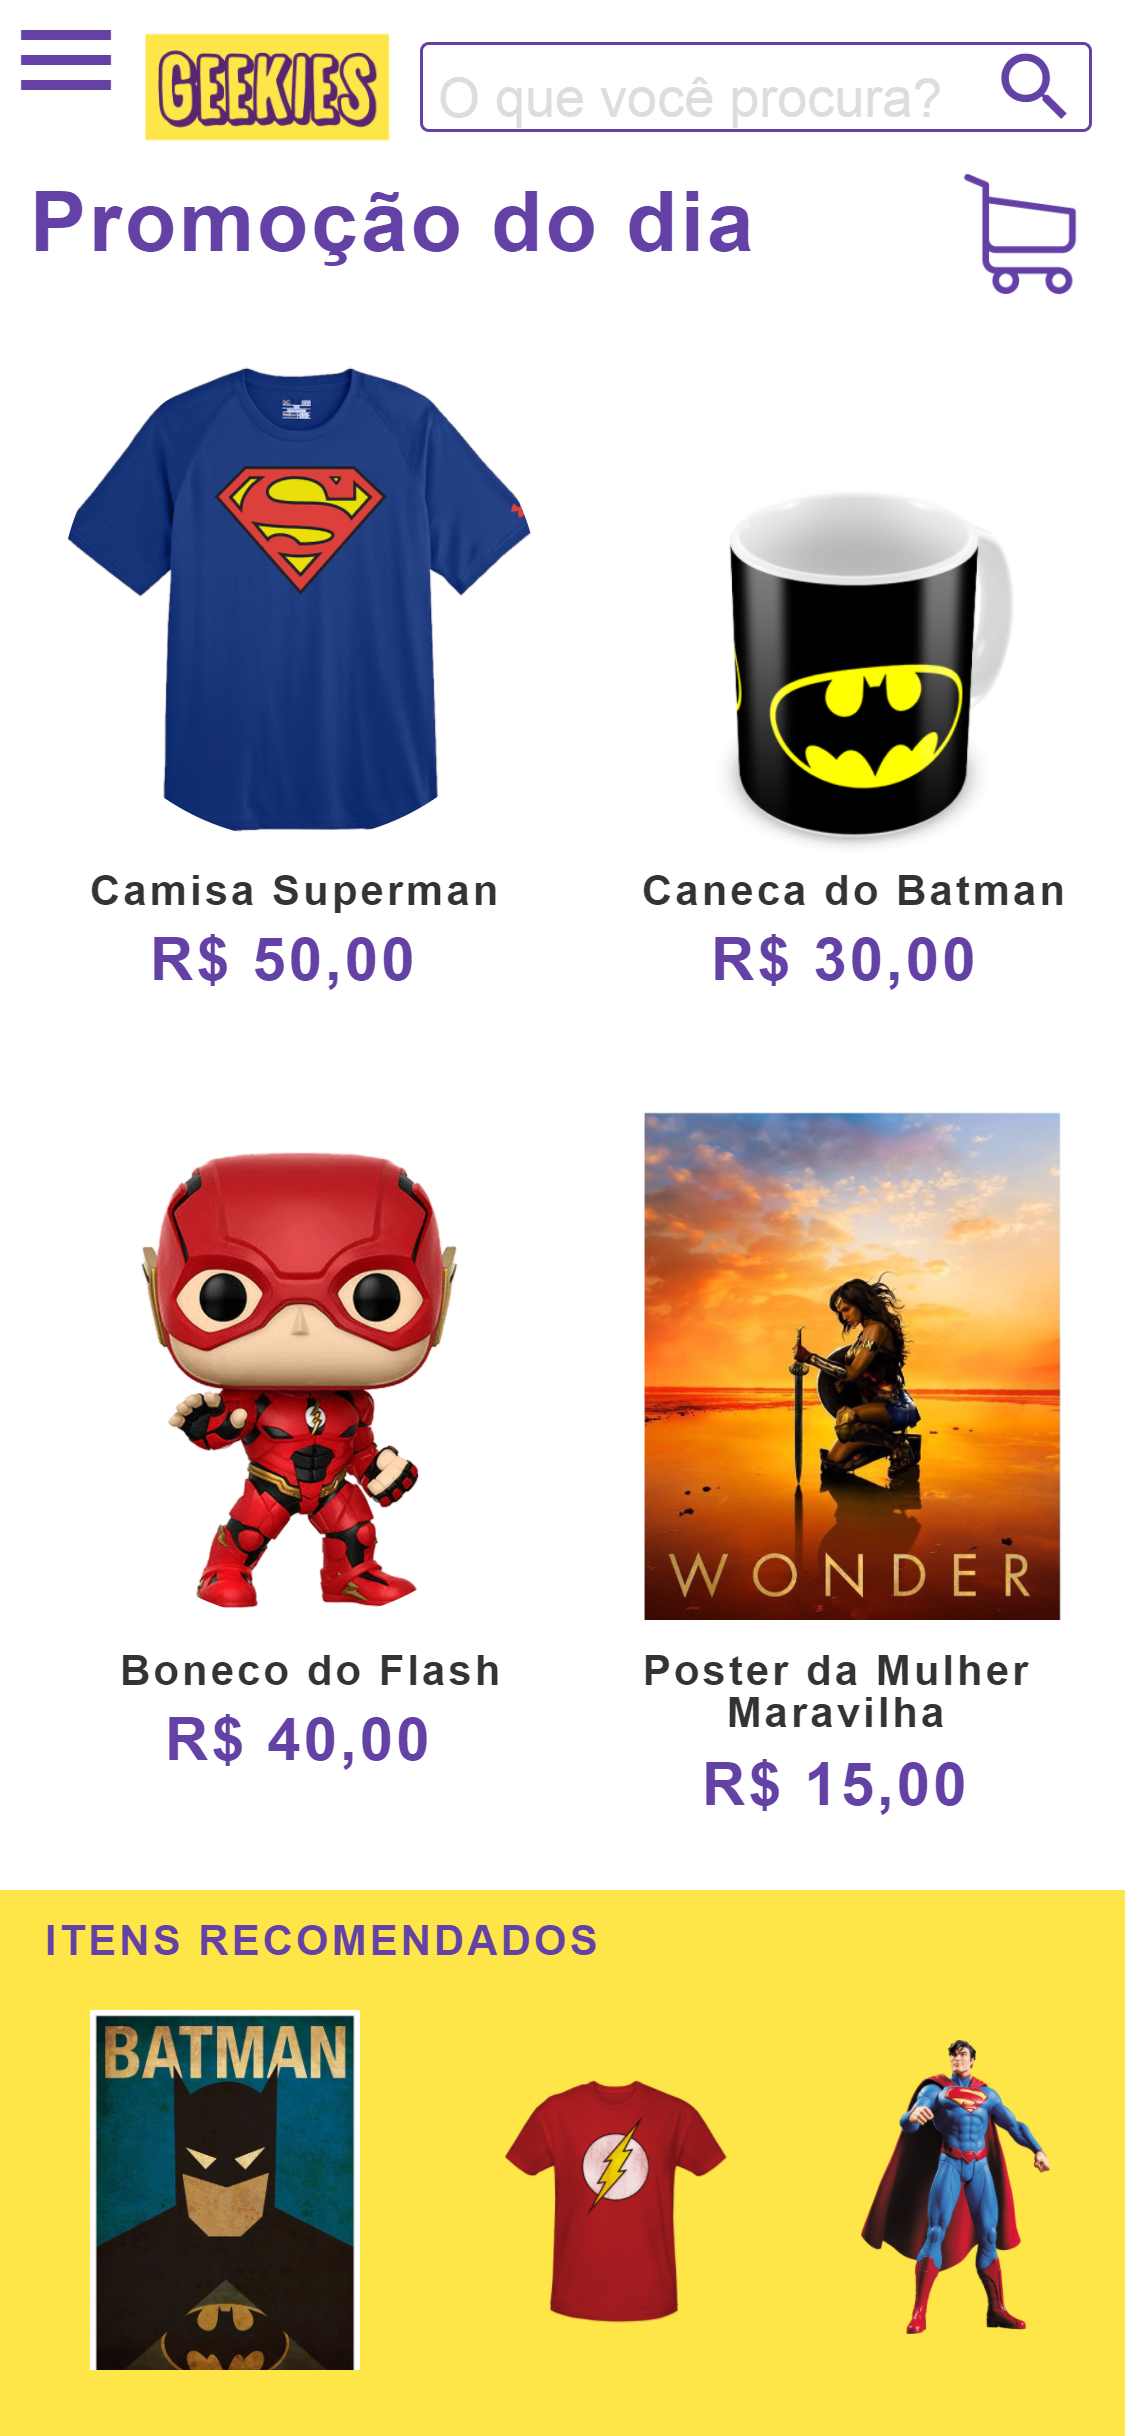 GEEKIES
O que você procura?
Promoção do dia
Camisa Superman
R$ 50,00
Caneca do Batman
R$ 30,00
WONDER
Boneco do Flash
R$ 40,00
Poster da Mulher
Maravilha
R$ 15,00
ITENS RECOMENDADOS
BATMAN